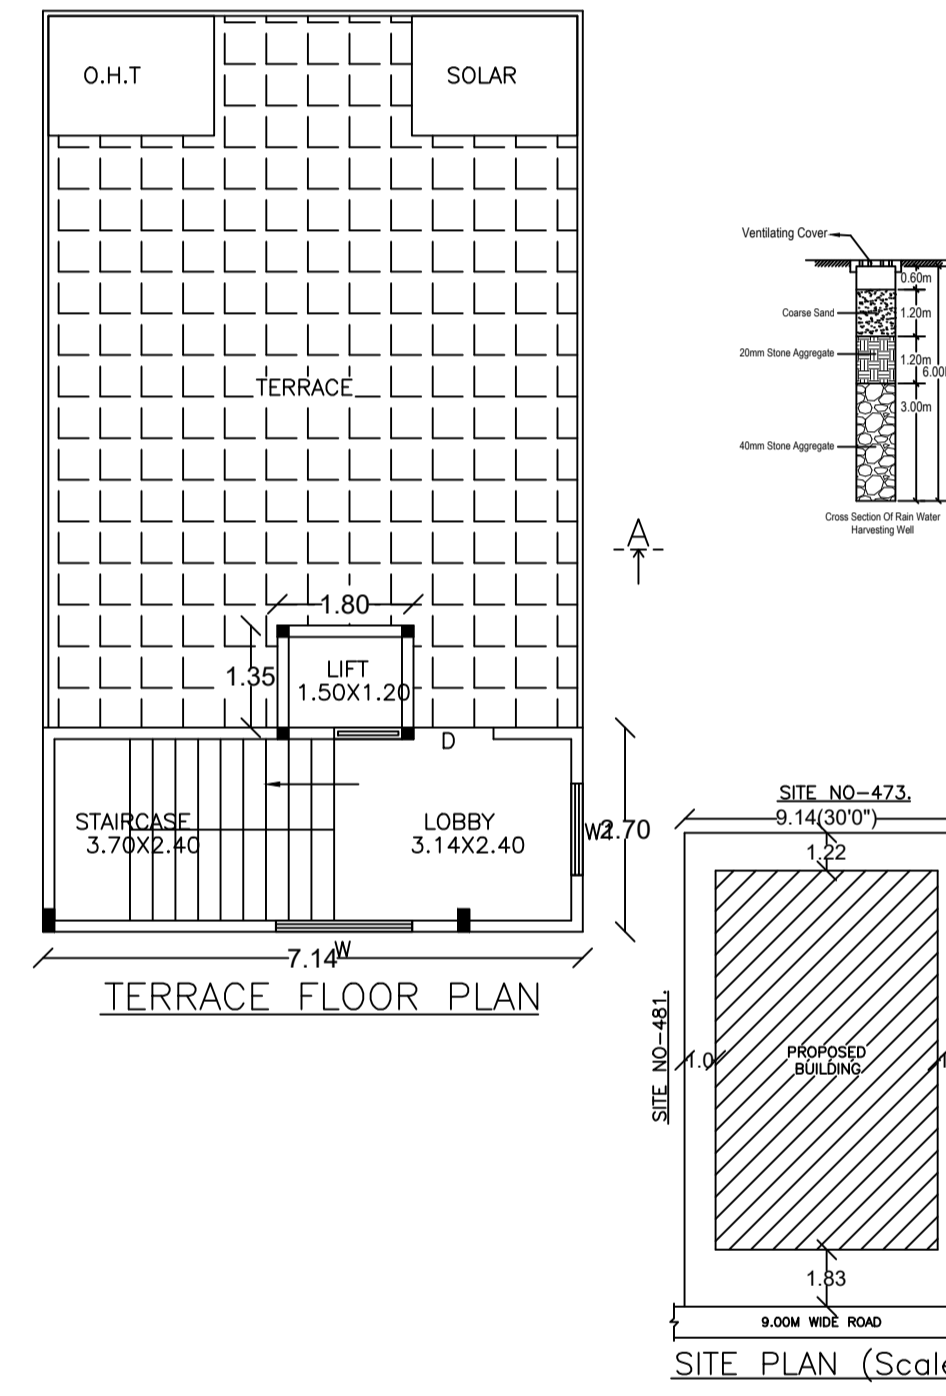 O.H.T
SOLAR
TERRACE
1.80
1.35
LIFT
1.50X1.20
D
STAIRCASE
3.70X2.40
LOBBY
3.14X2.40
2.70
7.14
W
TERRACE FLOOR PLAN
A
Ventilating Cover
0.60m
Coarse Sand
1.20m
20mm Stone Aggregate
1.20m
3.00m
40mm Stone Aggregate
Cross Section Of Rain Water
Harvesting Well
SITE NO-473.
9.14(30'0")
1.22
SITE NO-481.
1.0
PROPOSED
BUILDING
1.83
9.00M WIDE ROAD
SITE PLAN